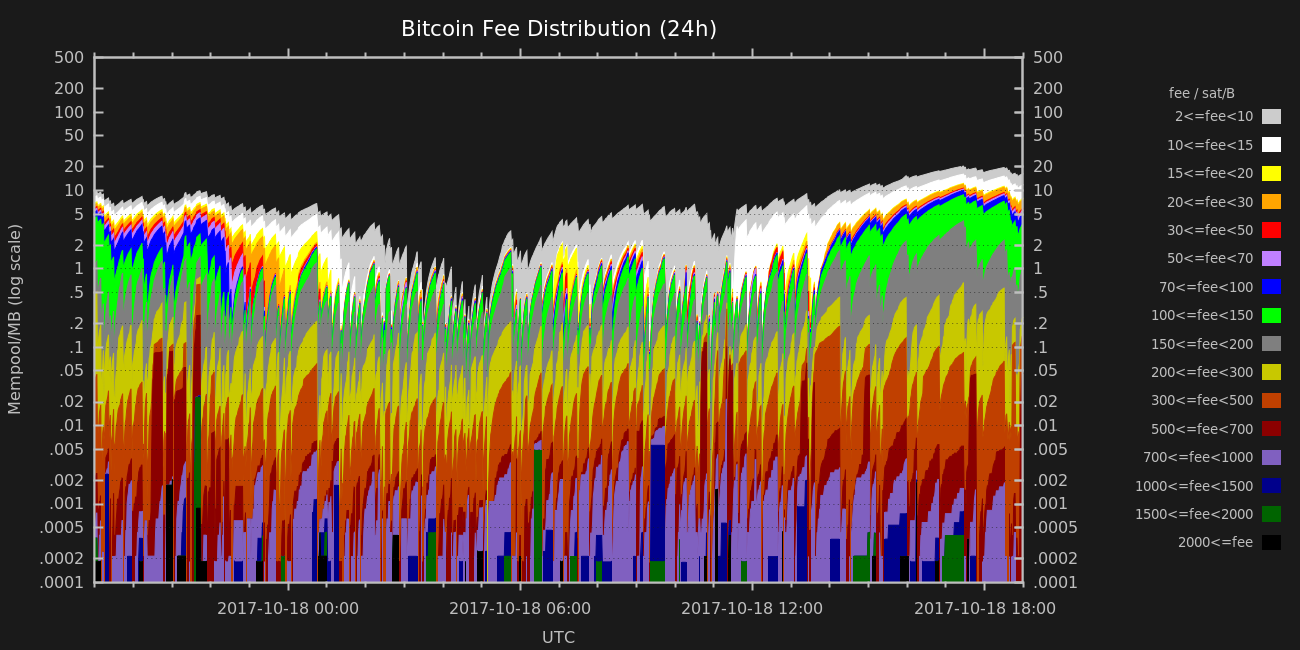 Bitcoin Fee Distribution (24h)
500
200
100
50
20
10
5
2
1
.5
.2
.1
.05
.02
.01
.005
.002
.001
.0005
.0002
.0001
Mempool/MB (log scale)
500
200
100
50
20
10
5
2
1
.5
.2
.1
.05
.02
.01
.005
.002
.001
.0005
.0002
.0001
2017-10-18 00:00
2017-10-18 06:00
2017-10-18 12:00
2017-10-18 18:00
UTC
fee / sat/B
2<=fee<10
10<=fee<15
15<=fee<20
20<=fee<30
30<=fee<50
50<=fee<70
70<=fee<100
100<=fee<150
150<=fee<200
200<=fee<300
300<=fee<500
500<=fee<700
700<=fee<1000
1000<=fee<1500
1500<=fee<2000
2000<=fee